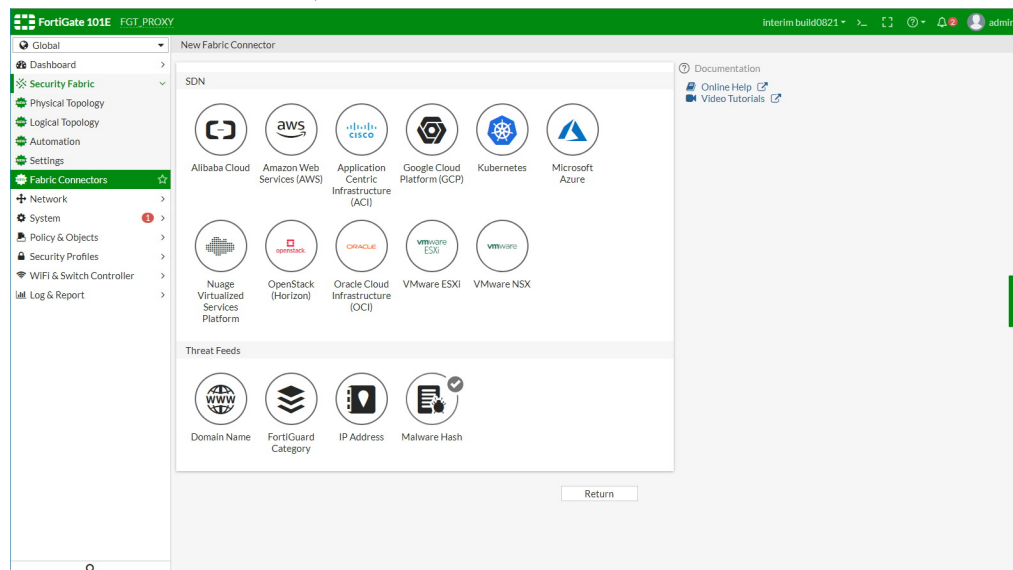 FortiGate 101E FGT_PROXY
interim build0821
>_
2
admin
Global
New Fabric Connector
Dashboard
Security Fabric
Physical Topology
Logical Topology
Automation
Settings
Fabric Connectors
Network
System
1
Policy & Objects
Security Profiles
WiFi & Switch Controller
Log & Report
SDN
aws
cisco
Alibaba Cloud
Amazon Web
Services (AWS)
Application
Centric
Infrastructure
(ACI)
Google Cloud
Platform (GCP)
Kubernetes
Microsoft
Azure
openstack.
ORACLE
vmware
ESXi
vmware
Nuage
Virtualized
Services
Platform
OpenStack
(Horizon)
Oracle Cloud
Infrastructure
(OCI)
VMware ESXi
VMware NSX
Threat Feeds
WWW
Domain Name
FortiGuard
Category
IP Address
Malware Hash
Return
Documentation
Online Help
Video Tutorials